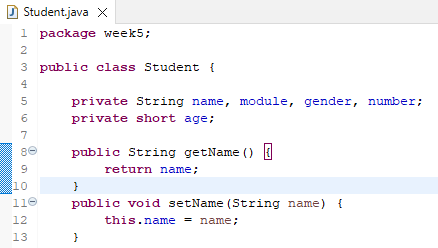 Student.java
1 package week5;
2
3 public class Student {
4
5     private String name, module, gender, number;
6     private short age;
7
8     public String getName() {
9         return name;
10     }
11     public void setName(String name) {
12         this.name = name;
13     }